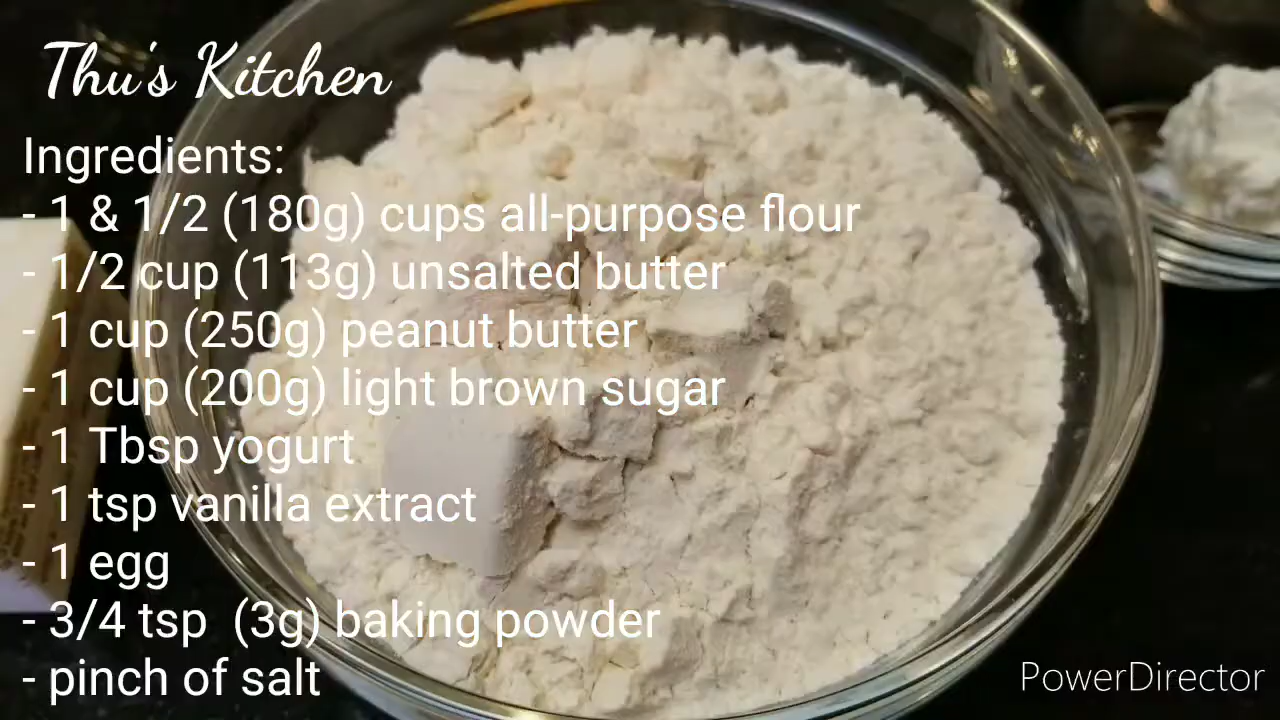 Thu's Kitchen
Ingredients:
- 1 & 1/2 (180g) cups all-purpose flour
- 1/2 cup (113g) unsalted butter
- 1 cup (250g) peanut butter
- 1 cup (200g) light brown sugar
- 1 Tbsp yogurt
- 1 tsp vanilla extract
- 1 egg
- 3/4 tsp  (3g) baking powder
- pinch of salt
PowerDirector